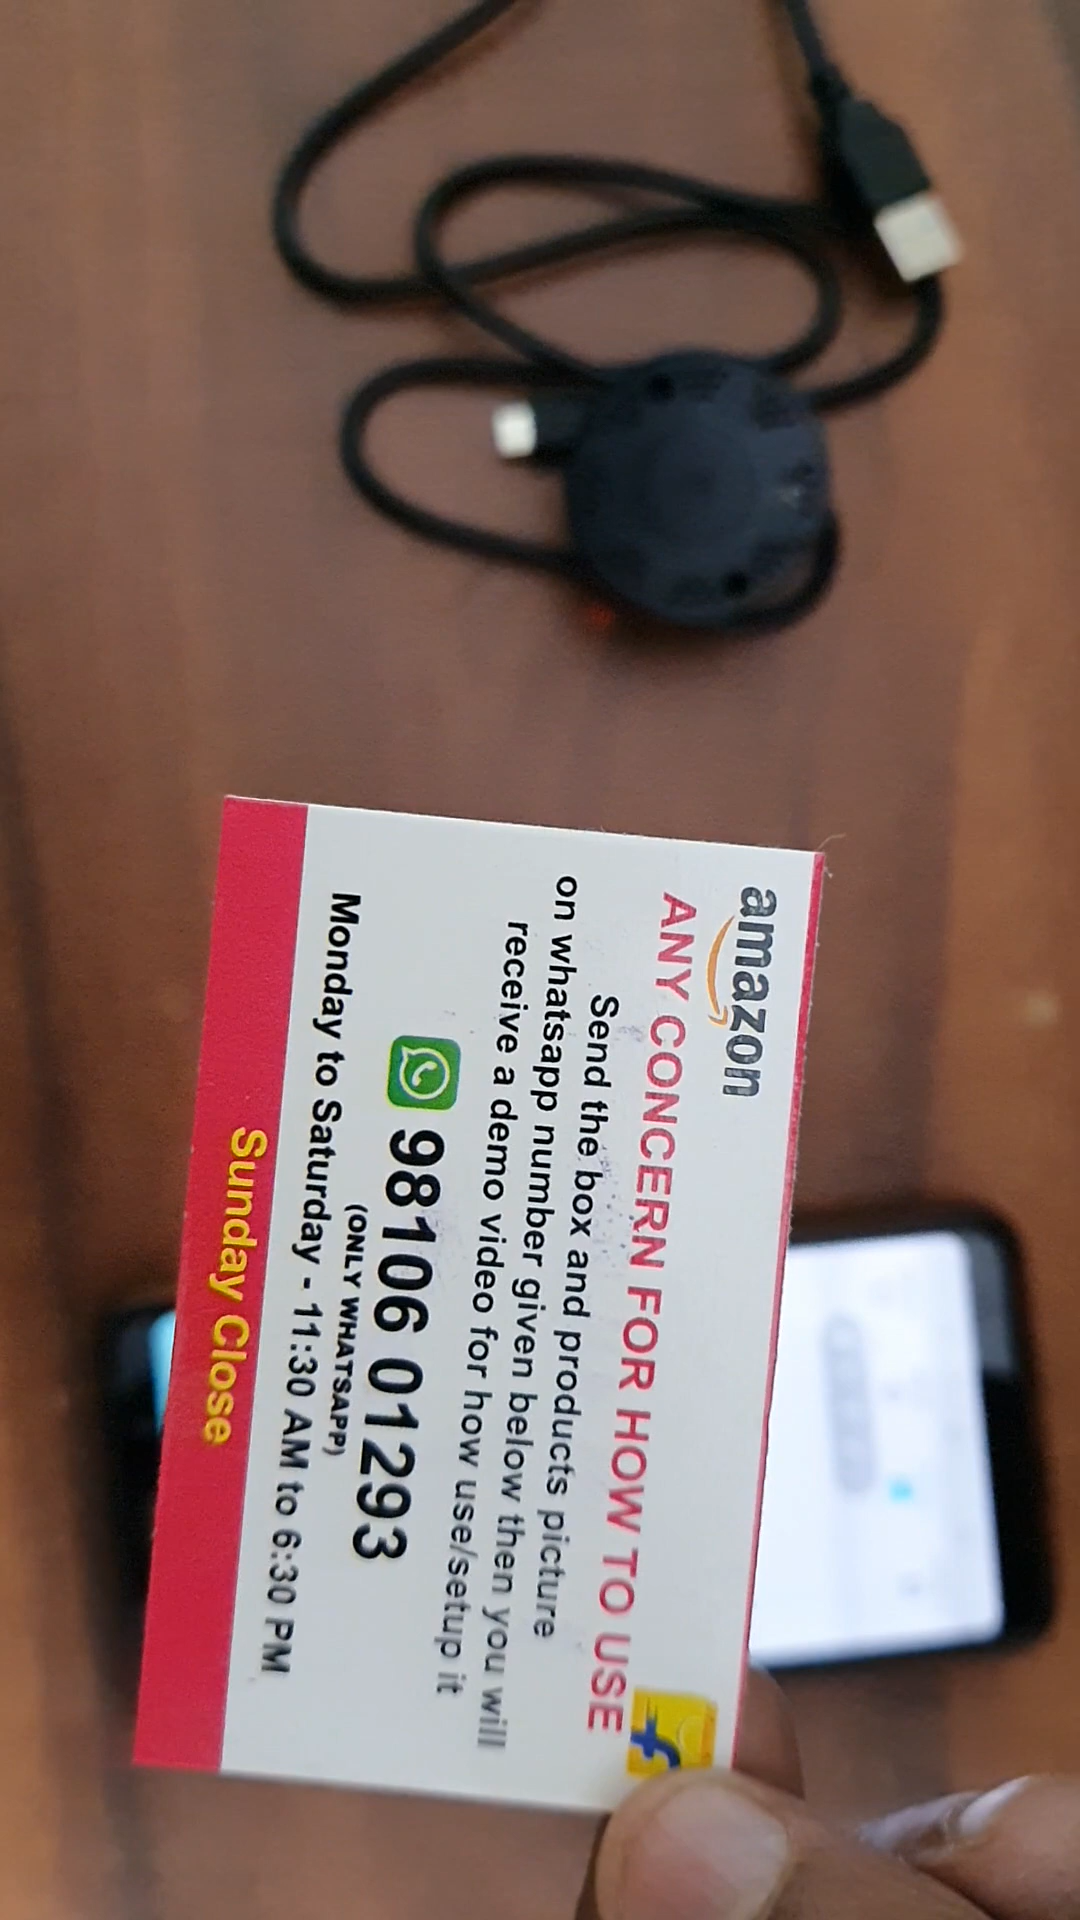 amazon
ANY CONCERN FOR HOW TO USE
Send the box and products picture
on whatsapp number given below then you will
receive a demo video for how use/setup it
98106 01293
(ONLY WHATSAPP)
Monday to Saturday - 11:30 AM to 6:30 PM
Sunday Close